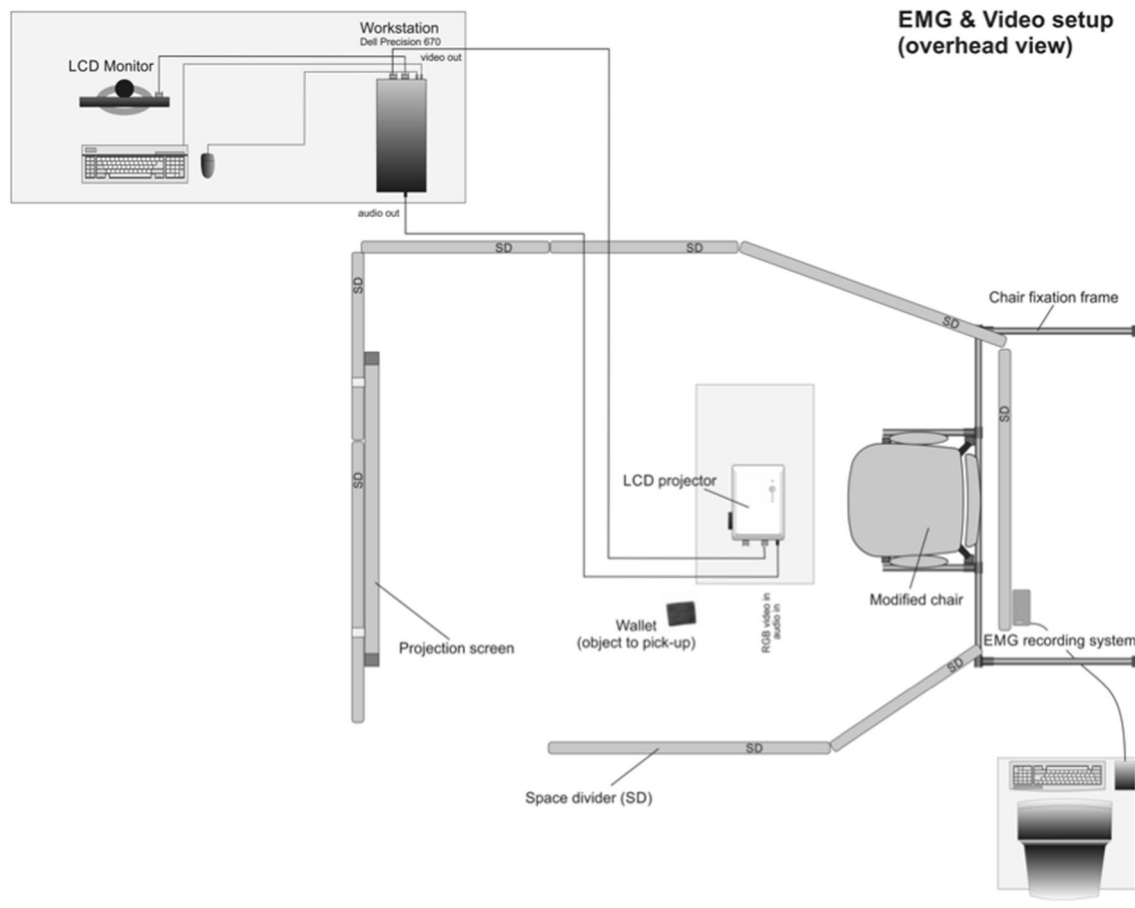 EMG & Video setup
(overhead view)
Workstation
Dell Precision 670
video out
LCD Monitor
audio out
SD
SD
SD
SD
Chair fixation frame
SD
SD
LCD projector
Modified chair
Wallet
(object to pick-up)
RGB video in
audio in
Projection screen
EMG recording system
SD
SD
Space divider (SD)